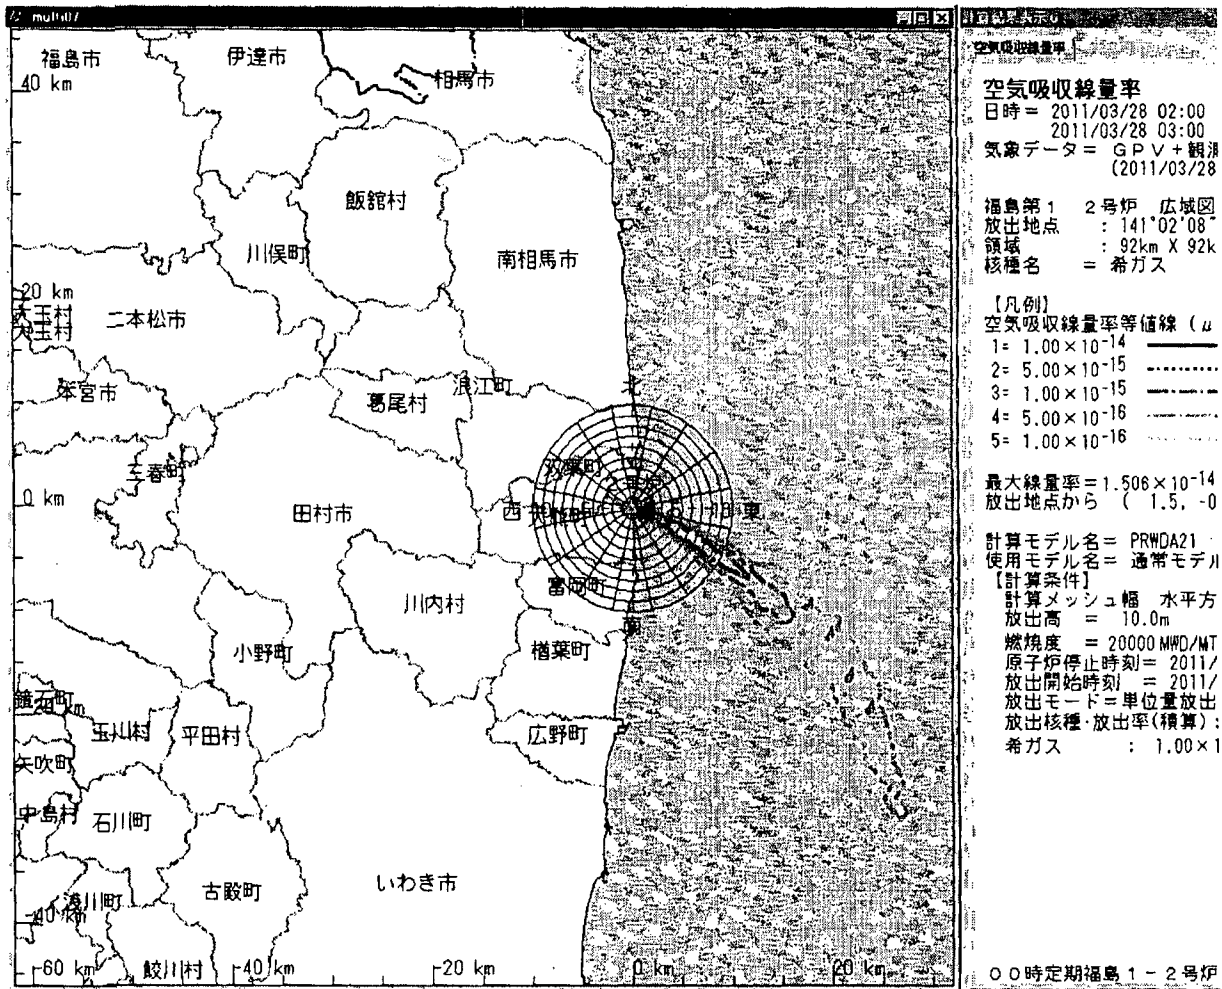 空気吸収線量率
空気吸収線量率
日時= 2011/03/28 02:00
2011/03/28 03:00
気象データ= GPV+観測
(2011/03/28
福島第1 2号炉 広域図
放出地点 : 141°02'08"
領域 : 92km X 92k
核種名 = 希ガス
【凡例】
空気吸収線量率等値線 (μ
1= 1.00×10⁻¹⁴
2= 5.00×10⁻¹⁵
3= 1.00×10⁻¹⁵
4= 5.00×10⁻¹⁶
5= 1.00×10⁻¹⁶
最大線量率=1.506×10⁻¹⁴
放出地点から ( 1.5, -0
計算モデル名= PRWDA21
使用モデル名= 通常モデル
【計算条件】
計算メッシュ幅 水平方
放出高 = 10.0m
燃焼度 = 20000MWD/MT
原子炉停止時刻= 2011/
放出開始時刻 = 2011/
放出モード=単位量放出
放出核種・放出率(積算):
希ガス : 1.00×1
00時定期福島1-2号炉
福島市
伊達市
相馬市
40 km
飯舘村
川俣町
南相馬市
20 km
大玉村
大玉村
二本松市
本宮市
葛尾村
浪江町
北
三春町
双葉町
0 km
田村市
西
東
富岡町
川内村
南
小野町
楢葉町
鏡石町
-20 km
玉川村
平田村
広野町
矢吹町
中島村
石川町
浅川町
古殿町
いわき市
-40 km
鮫川村
-60 km
-40 km
-20 km
0 km
20 km